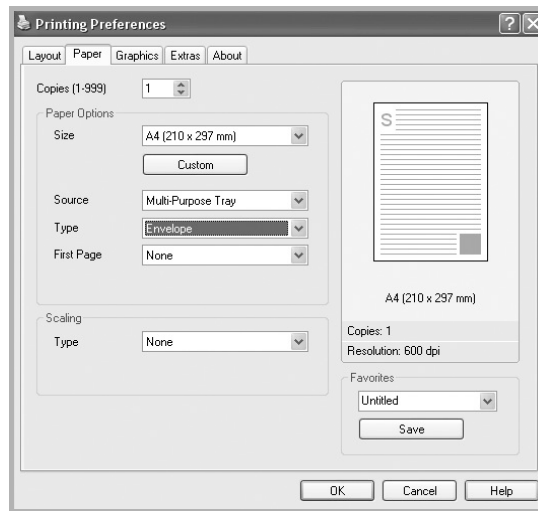 Printing Preferences
Layout Paper Graphics Extras About
Copies (1-999) 1
Paper Options
Size A4 (210 x 297 mm)
Custom
Source Multi-Purpose Tray
Type Envelope
First Page None
Scaling
Type None
S
A4 (210 x 297 mm)
Copies: 1
Resolution: 600 dpi
Favorites
Untitled
Save
OK Cancel Help